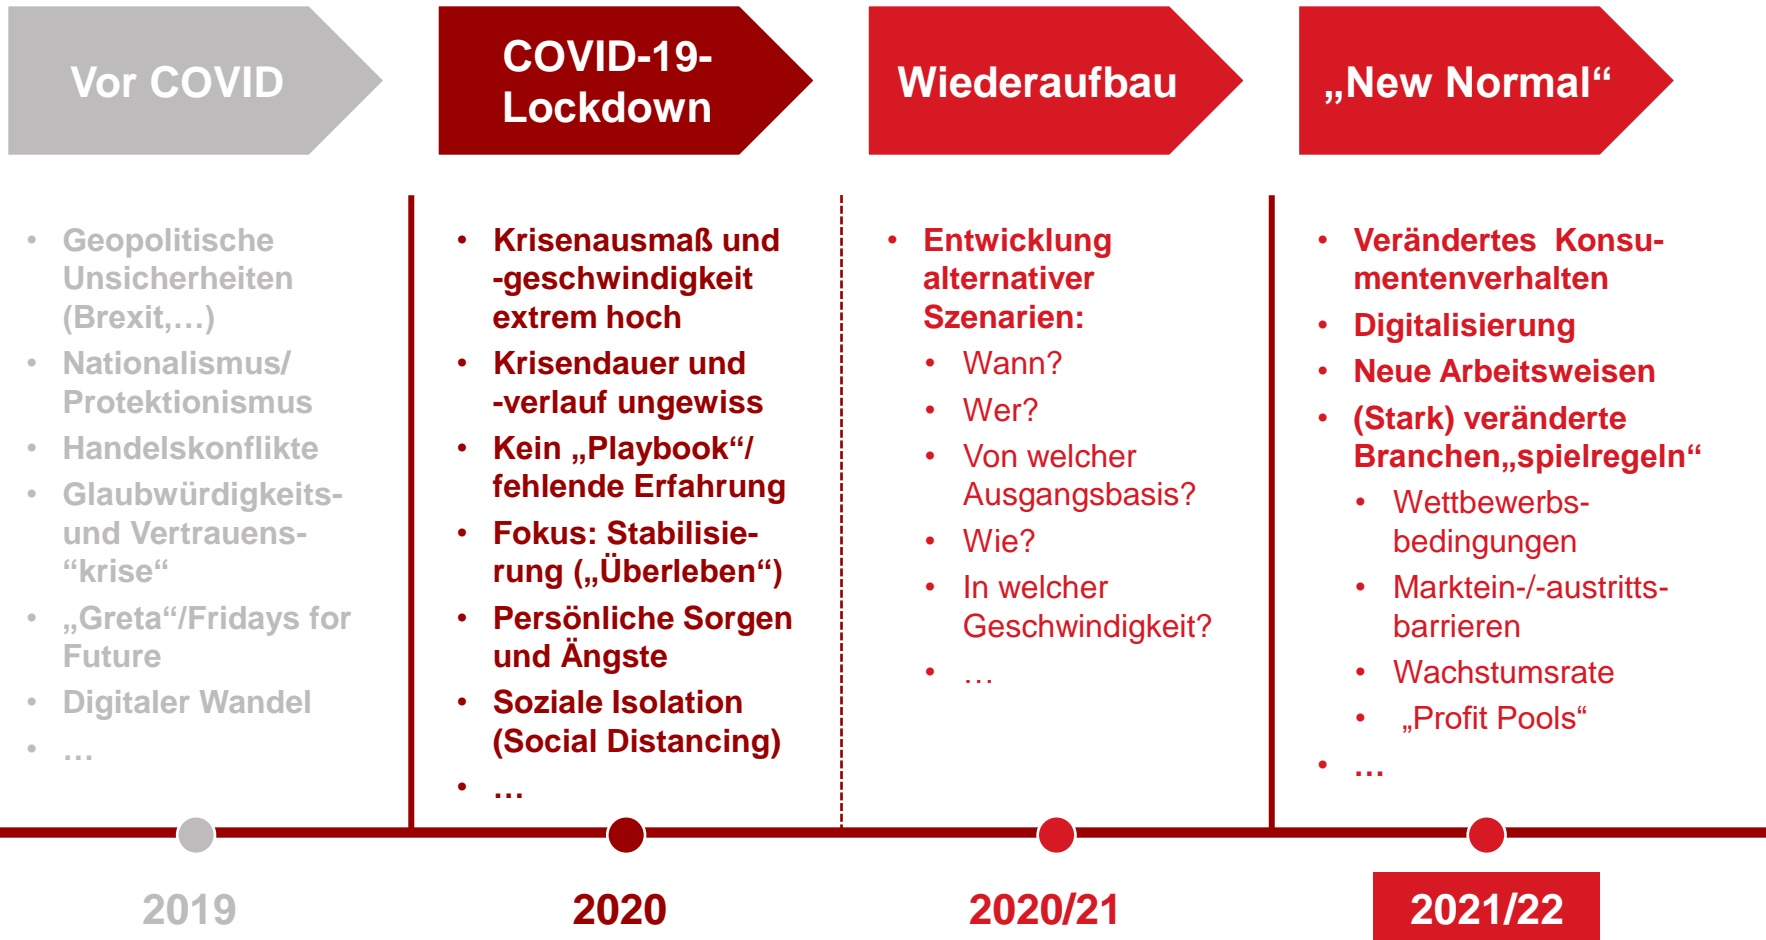 Vor COVID
COVID-19-
Lockdown
Wiederaufbau
„New Normal“
• Geopolitische
Unsicherheiten
(Brexit,…)
• Nationalismus/
Protektionismus
• Handelskonflikte
• Glaubwürdigkeits-
und Vertrauens-
“krise“
• „Greta“/Fridays for
Future
• Digitaler Wandel
• …
• Krisenausmaß und
-geschwindigkeit
extrem hoch
• Krisendauer und
-verlauf ungewiss
• Kein „Playbook“/
fehlende Erfahrung
• Fokus: Stabilisie-
rung („Überleben“)
• Persönliche Sorgen
und Ängste
• Soziale Isolation
(Social Distancing)
• …
• Entwicklung
alternativer
Szenarien:
• Wann?
• Wer?
• Von welcher
Ausgangsbasis?
• Wie?
• In welcher
Geschwindigkeit?
• …
• Verändertes Konsu-
mentenverhalten
• Digitalisierung
• Neue Arbeitsweisen
• (Stark) veränderte
Branchen„spielregeln“
• Wettbewerbs-
bedingungen
• Marktein-/-austritts-
barrieren
• Wachstumsrate
• „Profit Pools“
• …
2019
2020
2020/21
2021/22